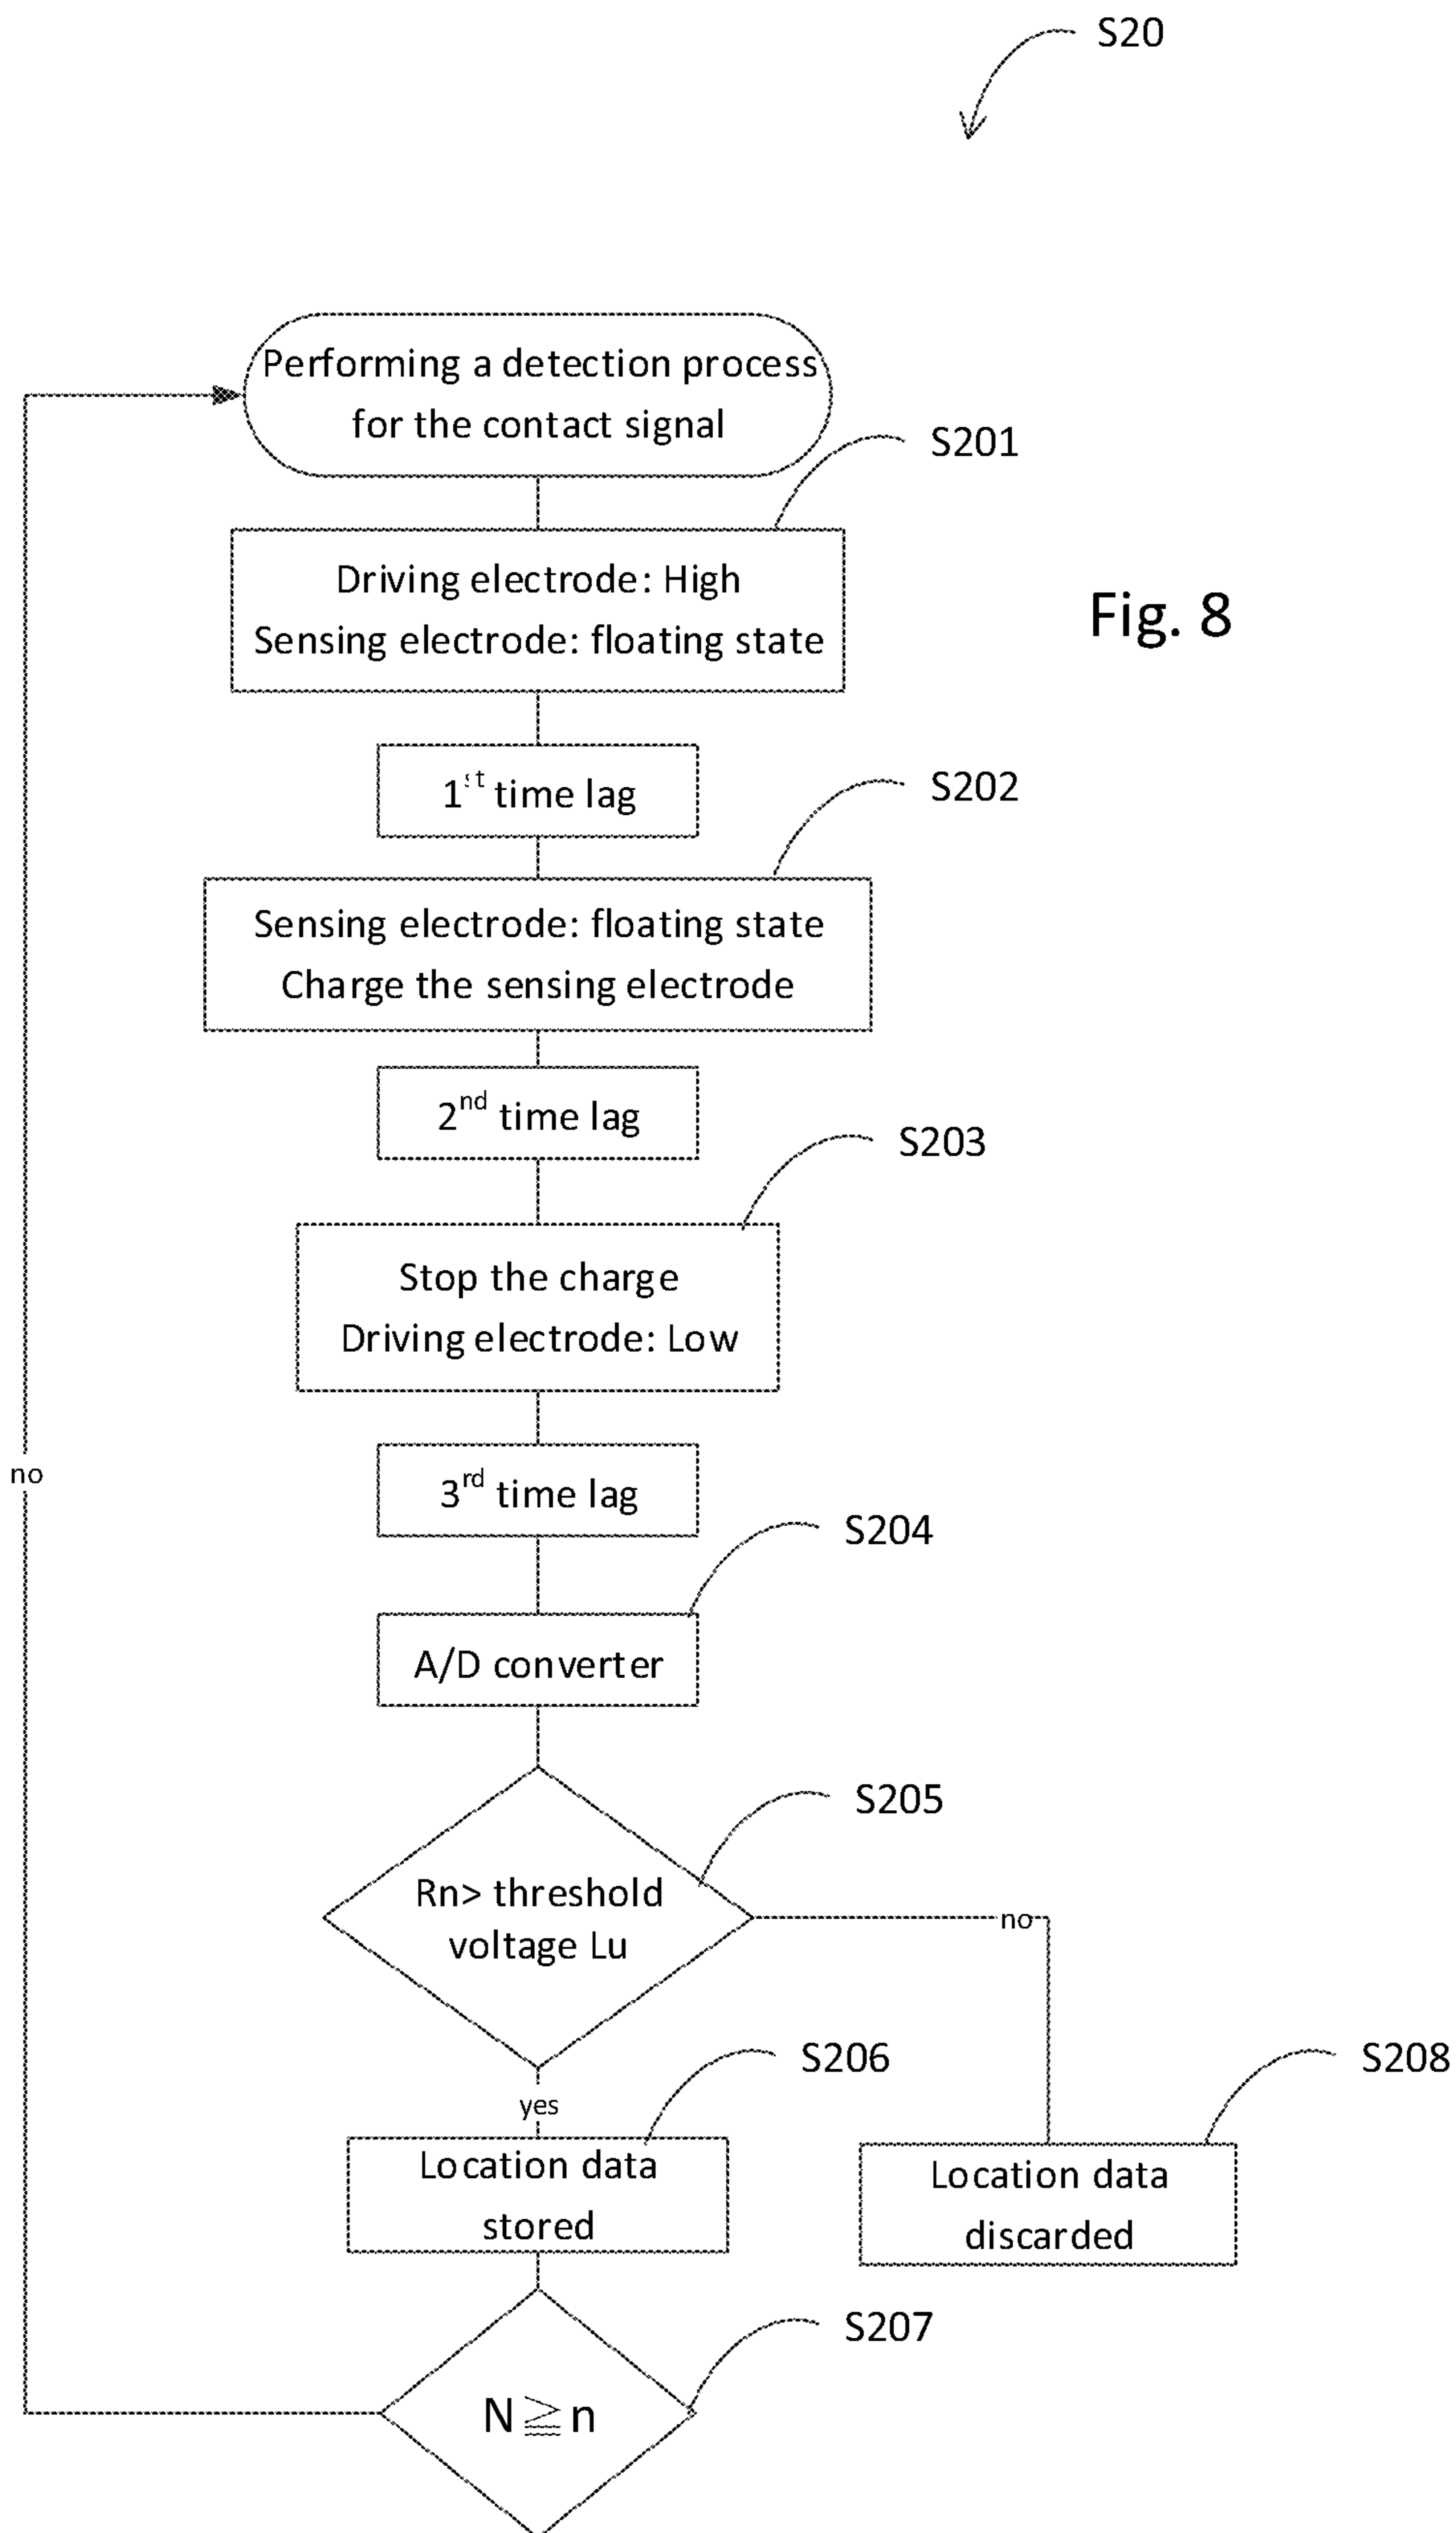 S20
Performing a detection process
for the contact signal
S201
Driving electrode: High
Sensing electrode: floating state
Fig. 8
1st time lag
S202
Sensing electrode: floating state
Charge the sensing electrode
2nd time lag
S203
Stop the charge
Driving electrode: Low
no
3rd time lag
S204
A/D converter
S205
Rn> threshold
voltage Lu
no
yes
S206
S208
Location data
stored
Location data
discarded
S207
N ≧ n